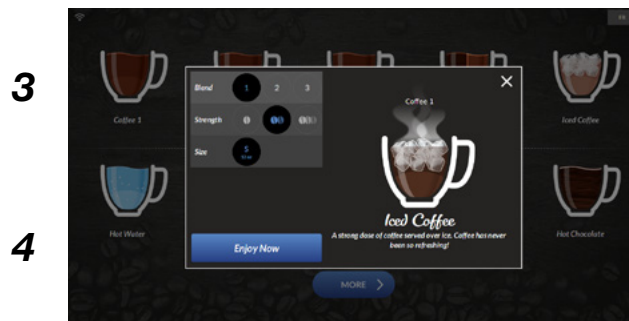 3
4
Coffee 1
Iced Coffee
Hot Water
Hot Chocolate
Blend 1 2 3
Strength
Size S
Coffee 1
Iced Coffee
A strong dose of coffee served over ice. Coffee has never
been so refreshing!
Enjoy Now
MORE